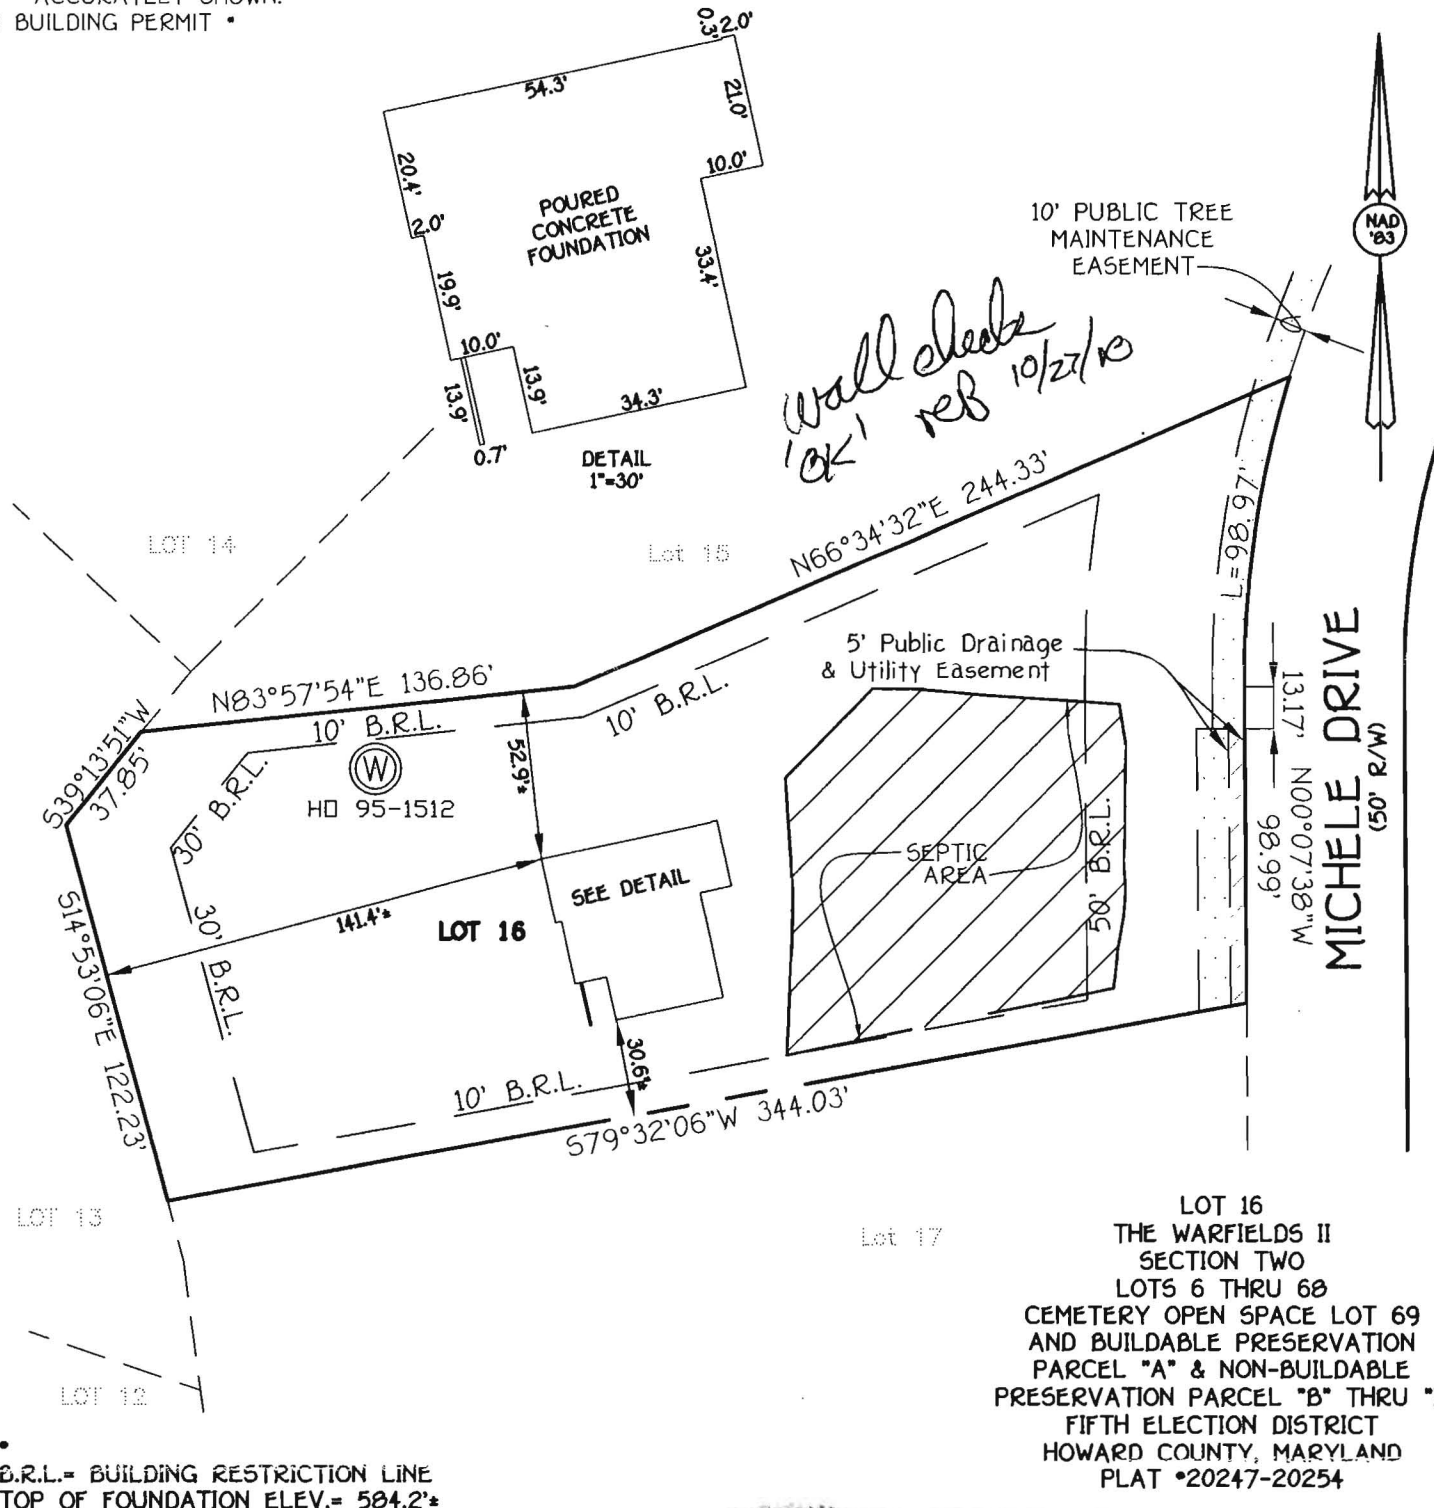 BUILDING PERMIT •
0.3'
2.0'
54.3'
21.0'
20.4'
10.0'
2.0'
POURED
CONCRETE
FOUNDATION
33.4'
19.9'
10.0'
13.9'
13.9'
34.3'
0.7'
DETAIL
1"=30'
10' PUBLIC TREE
MAINTENANCE
EASEMENT
NAD
'83
wall check
'OK' 10/27/10
LOT 14
Lot 15
N66°34'32"E 244.33'
L=98.97'
5' Public Drainage
& Utility Easement
N83°57'54"E 136.86'
10' B.R.L.
10' B.R.L.
S39°13'51"W
37.85'
30' B.R.L.
W
HO 95-1512
52.9'±
13.17'
N00°07'38"W
98.99'
MICHELE DRIVE
(50' R/W)
SEPTIC
AREA
50' B.R.L.
SEE DETAIL
141.4'±
LOT 16
30' B.R.L.
S14°53'06"E 122.23'
30.6'±
10' B.R.L.
S79°32'06"W 344.03'
LOT 13
Lot 17
LOT 12
LOT 16
THE WARFIELDS II
SECTION TWO
LOTS 6 THRU 68
CEMETERY OPEN SPACE LOT 69
AND BUILDABLE PRESERVATION
PARCEL "A" & NON-BUILDABLE
PRESERVATION PARCEL "B" THRU
FIFTH ELECTION DISTRICT
HOWARD COUNTY, MARYLAND
PLAT •20247-20254
B.R.L.= BUILDING RESTRICTION LINE
TOP OF FOUNDATION ELEV.= 584.2'±